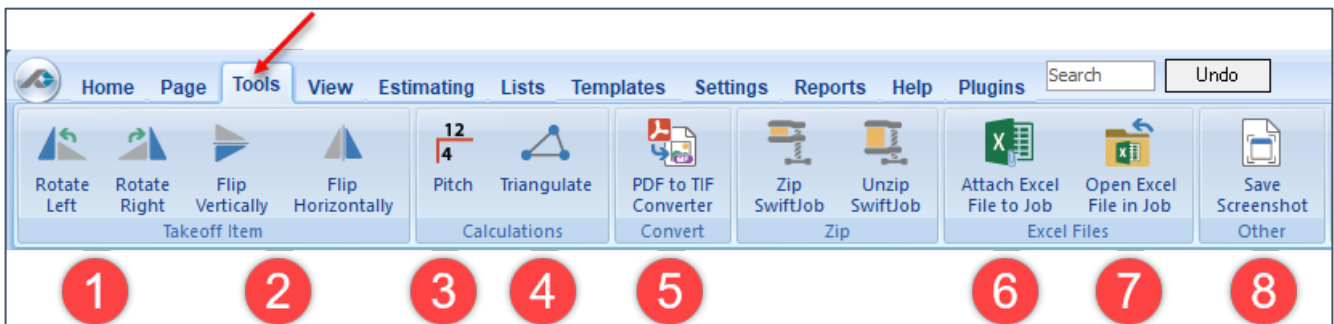 Home Page Tools View Estimating Lists Templates Settings Reports Help Plugins Search Undo
12
4
Rotate Left
Rotate Right
Flip Vertically
Flip Horizontally
Takeoff Item
Pitch
Triangulate
Calculations
PDF to TIF Converter
Convert
Zip SwiftJob
Unzip SwiftJob
Zip
Attach Excel File to Job
Open Excel File in Job
Excel Files
Save Screenshot
Other
1 2 3 4 5 6 7 8